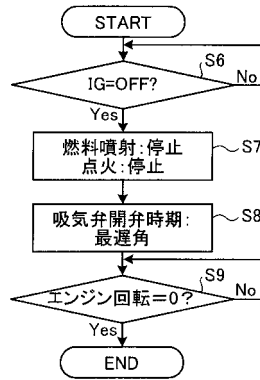 START
S6
IG=OFF?
No
Yes
燃料噴射:停止
点火:停止
S7
吸気弁開弁時期:
最遅角
S8
S9
エンジン回転=0?
No
Yes
END